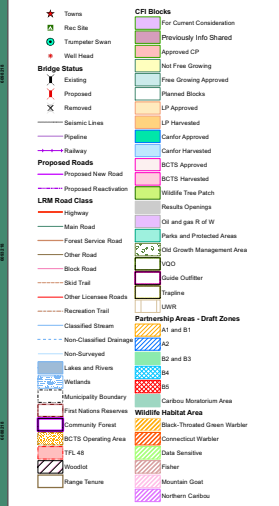 Towns
Rec Site
Trumpeter Swan
Well Head
Bridge Status
Existing
Proposed
Removed
Seismic Lines
Pipeline
Railway
Proposed Roads
Proposed New Road
Proposed Reactivation
LRM Road Class
Highway
Main Road
Forest Service Road
Other Road
Block Road
Skid Trail
Other Licensee Roads
Recreation Trail
Classified Stream
Non-Classified Drainage
Non-Surveyed
Lakes and Rivers
Wetlands
Municipality Boundary
First Nations Reserves
Community Forest
BCTS Operating Area
TFL 48
Woodlot
Range Tenure
CFI Blocks
For Current Consideration
Previously Info Shared
Approved CP
Not Free Growing
Free Growing Approved
Planned Blocks
LP Approved
LP Harvested
Canfor Approved
Canfor Harvested
BCTS Approved
BCTS Harvested
Wildlife Tree Patch
Results Openings
Oil and gas R of W
Parks and Protected Areas
Old Growth Management Area
VQO
Guide Outfitter
Trapline
UWR
Partnership Areas - Draft Zones
A1 and B1
A2
B2 and B3
B4
B5
Caribou Moratorium Area
Wildlife Habitat Area
Black-Throated Green Warbler
Connecticut Warbler
Data Sensitive
Fisher
Mountain Goat
Northern Caribou